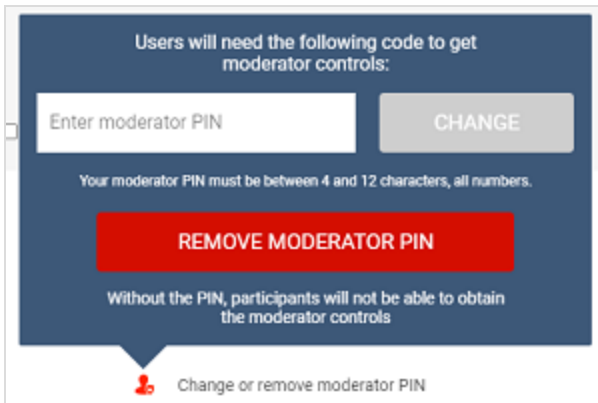 Users will need the following code to get
moderator controls:
Enter moderator PIN
CHANGE
Your moderator PIN must be between 4 and 12 characters, all numbers.
REMOVE MODERATOR PIN
Without the PIN, participants will not be able to obtain
the moderator controls
Change or remove moderator PIN